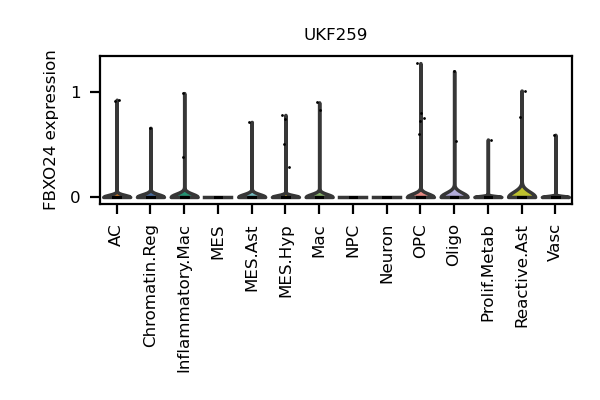 UKF259
FBXO24 expression
1
0
AC
Chromatin.Reg
Inflammatory.Mac
MES
MES.Ast
MES.Hyp
Mac
NPC
Neuron
OPC
Oligo
Prolif.Metab
Reactive.Ast
Vasc